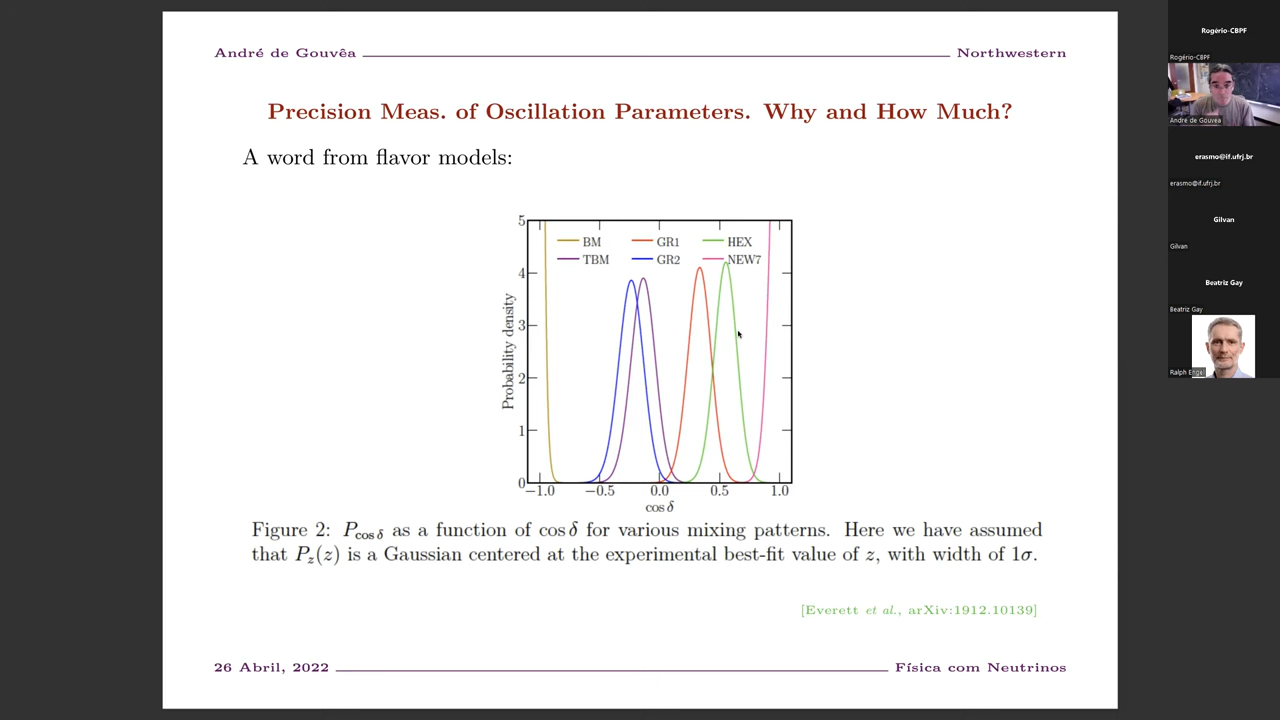 André de Gouvêa
Northwestern
Precision Meas. of Oscillation Parameters. Why and How Much?
A word from flavor models:
5
4
3
2
1
0
Probability density
BM
GR1
HEX
TBM
GR2
NEW7
−1.0
−0.5
0.0
0.5
1.0
cos δ
Figure 2: P_cos δ as a function of cos δ for various mixing patterns. Here we have assumed
that P_z(z) is a Gaussian centered at the experimental best-fit value of z, with width of 1σ.
[Everett et al., arXiv:1912.10139]
26 Abril, 2022
Física com Neutrinos
Rogério-CBPF
Rogério-CBPF
Andre de Gouvea
erasmo@if.ufrj.br
erasmo@if.ufrj.br
Gilvan
Gilvan
Beatriz Gay
Beatriz Gay
Ralph Engel